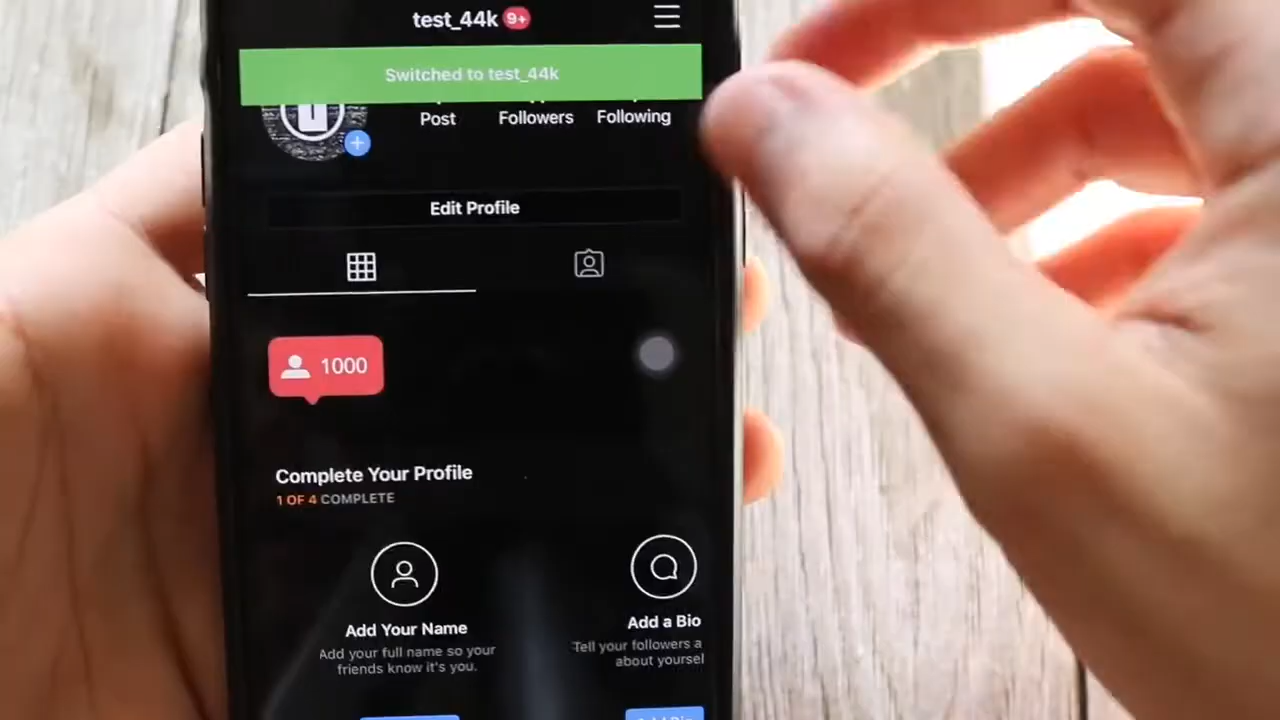 test_44k 9+
Switched to test_44k
Post Followers Following
Edit Profile
1000
Complete Your Profile
1 OF 4 COMPLETE
Add Your Name
Add your full name so your
friends know it's you.
Add a Bio
Tell your followers a
about yoursel